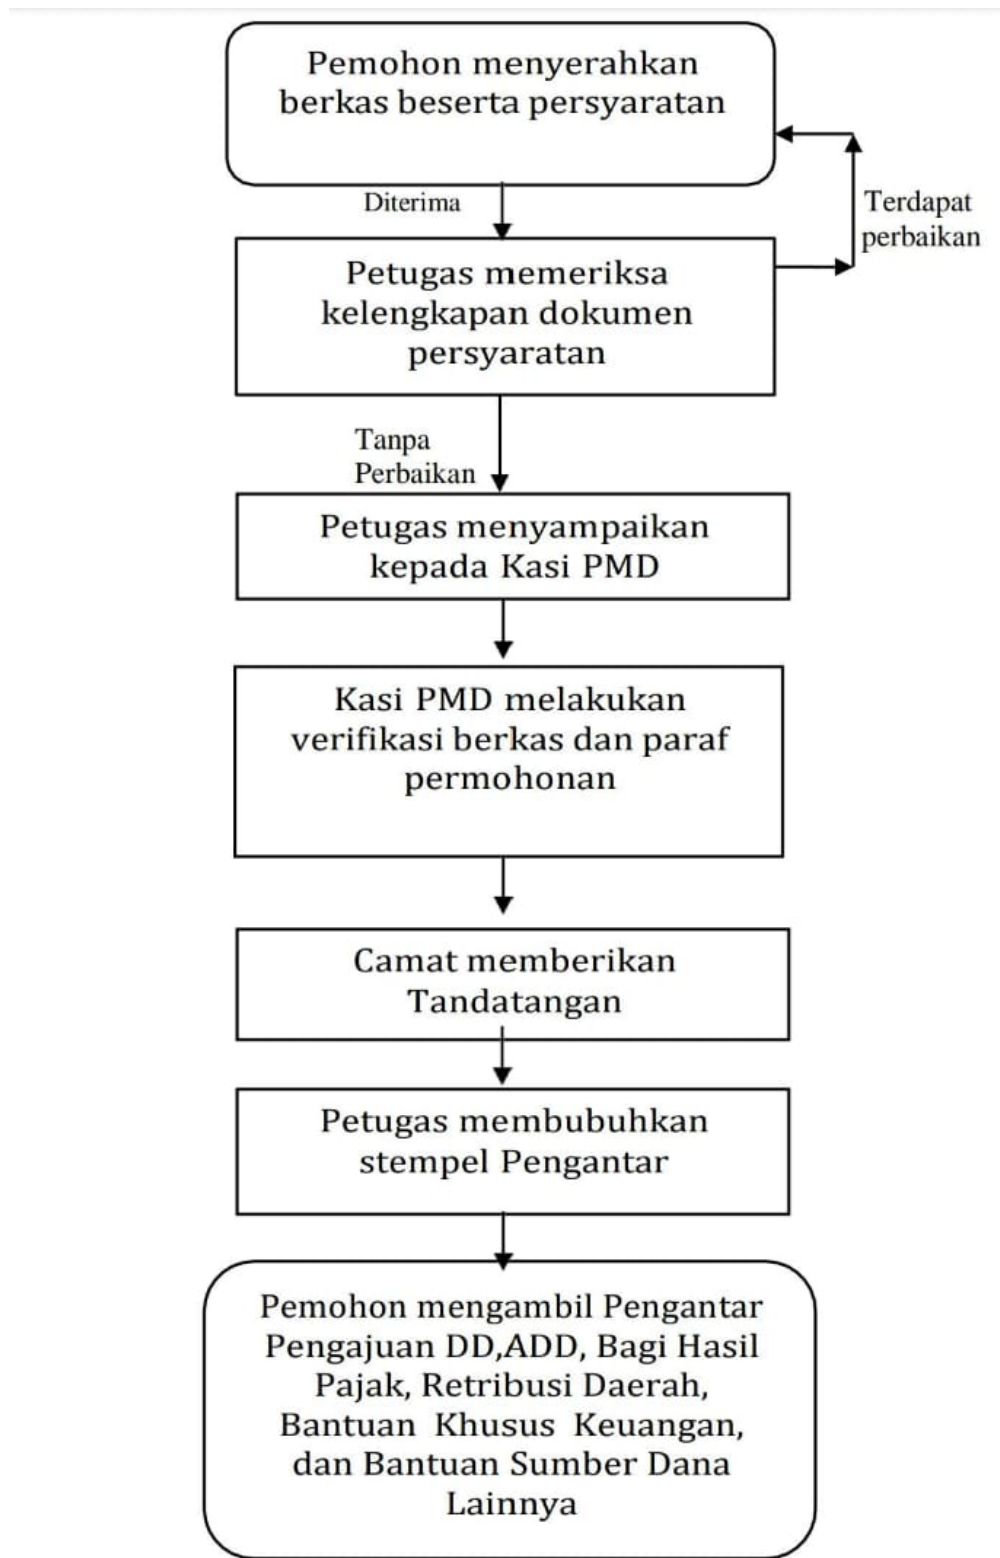 Pemohon menyerahkan
berkas beserta persyaratan
Diterima
Terdapat
perbaikan
Petugas memeriksa
kelengkapan dokumen
persyaratan
Tanpa
Perbaikan
Petugas menyampaikan
kepada Kasi PMD
Kasi PMD melakukan
verifikasi berkas dan paraf
permohonan
Camat memberikan
Tandatangan
Petugas membubuhkan
stempel Pengantar
Pemohon mengambil Pengantar
Pengajuan DD,ADD, Bagi Hasil
Pajak, Retribusi Daerah,
Bantuan Khusus Keuangan,
dan Bantuan Sumber Dana
Lainnya